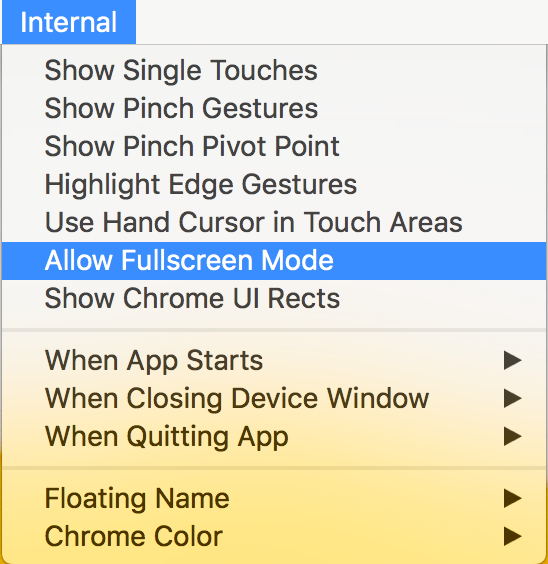 Internal
Show Single Touches
Show Pinch Gestures
Show Pinch Pivot Point
Highlight Edge Gestures
Use Hand Cursor in Touch Areas
Allow Fullscreen Mode
Show Chrome UI Rects
When App Starts
When Closing Device Window
When Quitting App
Floating Name
Chrome Color